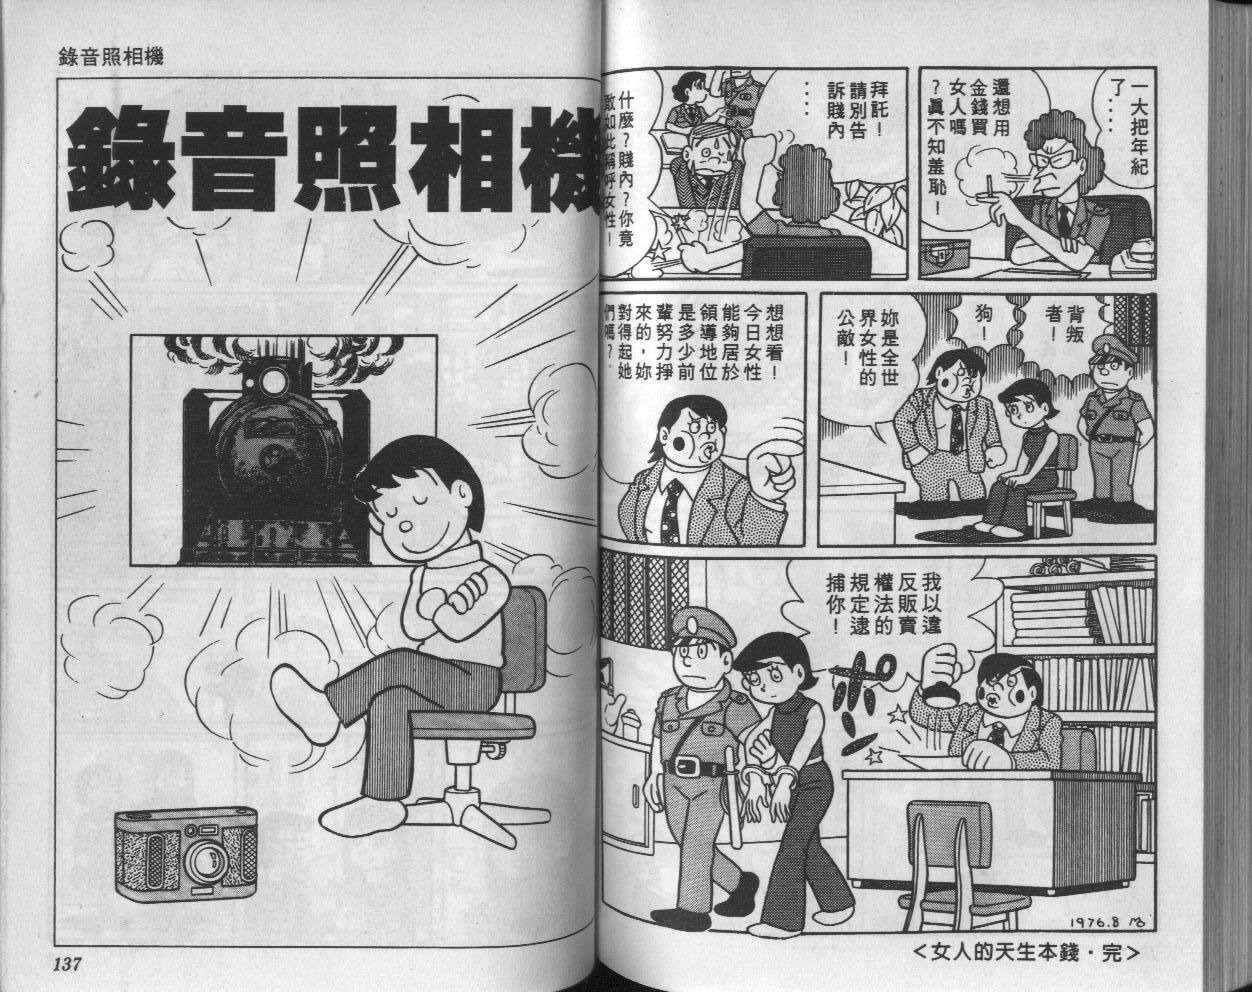 一大把年紀
了…
還想用
金錢買
女人嗎
?真不知羞恥!
拜託!
請別告
訴賤內
…
什麼?賤內?你竟
敢如此稱呼女性!
背叛
者!
狗!
妳是全世
界女性的
公敵!
想想看!
今日女性
能夠居於
領導地位
是多少前
輩努力掙
來的,妳
對得起她
們嗎?
我以違
反販賣
權法的
規定逮
捕你!
1976.8
<女人的天生本錢·完>
錄音照相機
錄音照相機
137